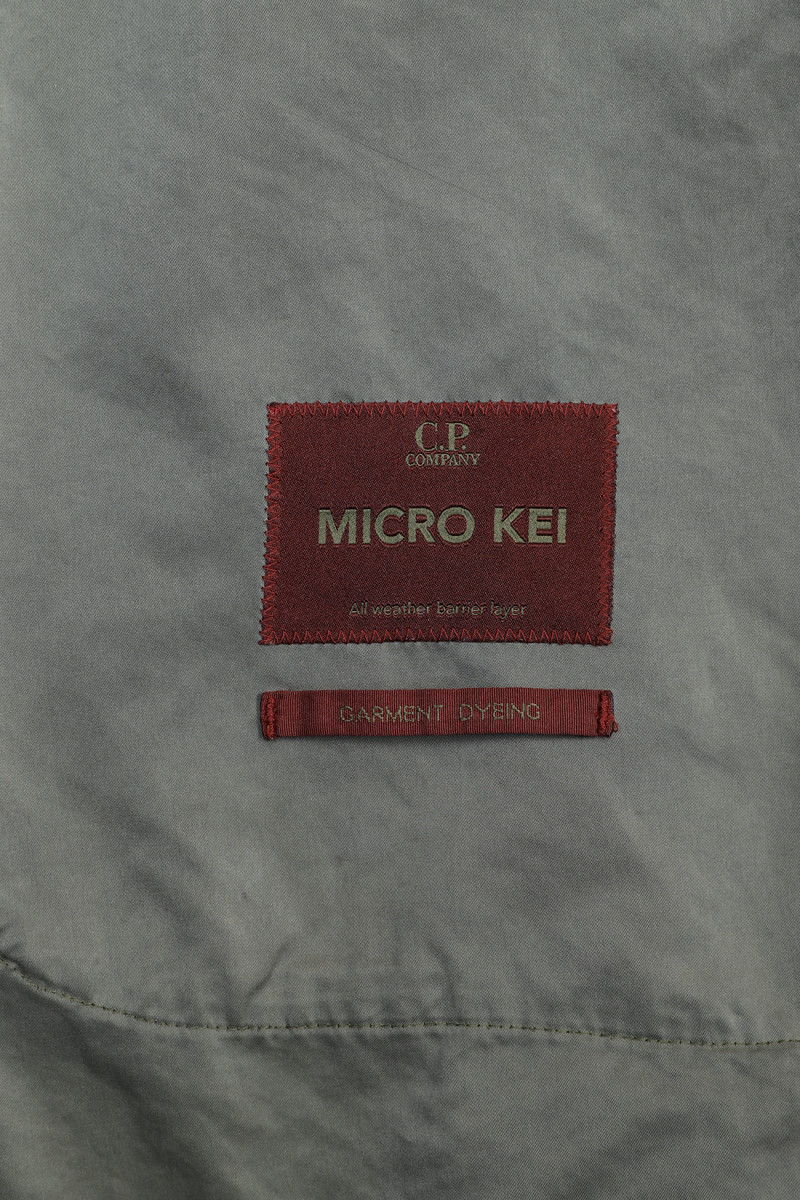 C.P.
COMPANY
MICRO KEI
All weather barrier layer
GARMENT DYEING